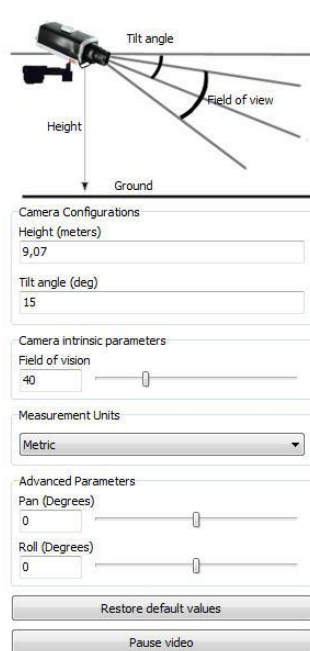 Tilt angle
Field of view
Height
Ground
Camera Configurations
Height (meters)
9,07
Tilt angle (deg)
15
Camera intrinsic parameters
Field of vision
40
Measurement Units
Metric
Advanced Parameters
Pan (Degrees)
0
Roll (Degrees)
0
Restore default values
Pause video